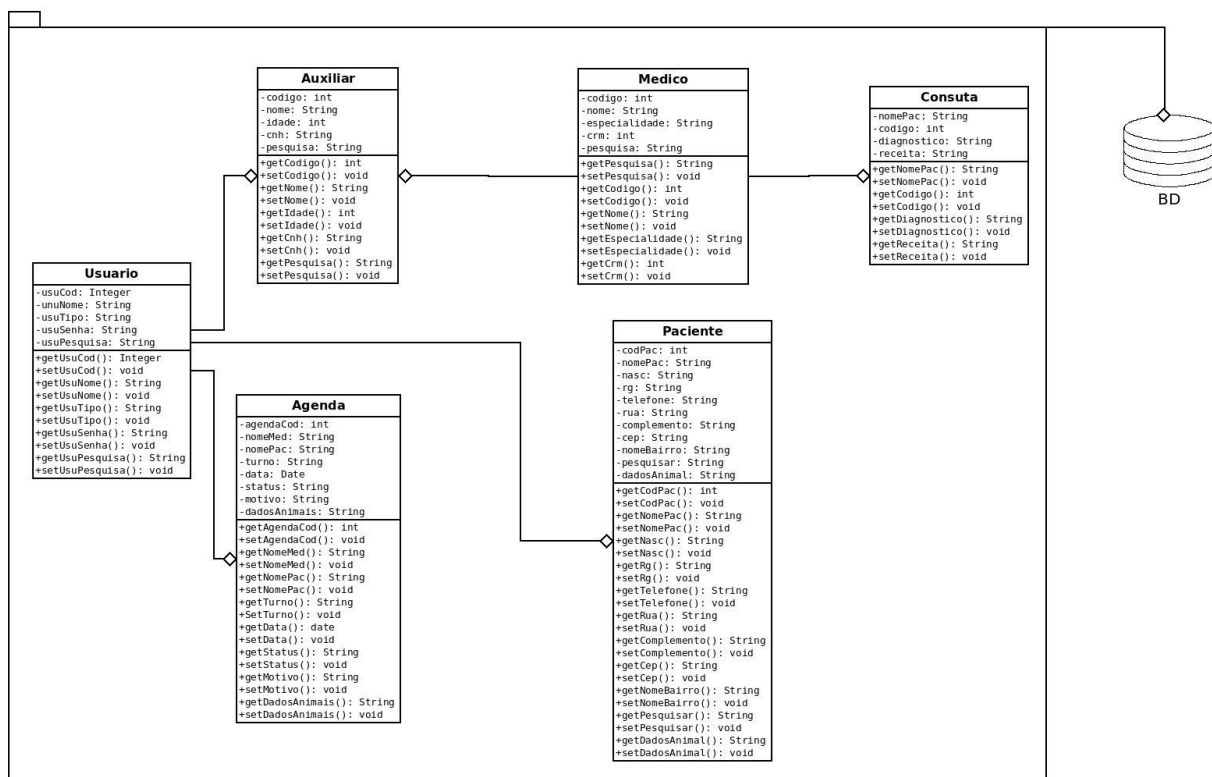 Auxiliar
-codigo: int
-nome: String
-idade: int
-cnh: String
-pesquisa: String
+getCodigo(): int
+setCodigo(): void
+getNome(): String
+setNome(): void
+getIdade(): int
+setIdade(): void
+getCnh(): String
+setCnh(): void
+getPesquisa(): String
+setPesquisa(): void
Medico
-codigo: int
-nome: String
-especialidade: String
-crm: int
-pesquisa: String
+getPesquisa(): String
+setPesquisa(): void
+getCodigo(): int
+setCodigo(): void
+getNome(): String
+setNome(): void
+getEspecialidade(): String
+setEspecialidade(): void
+getCrm(): int
+setCrm(): void
Consuta
-nomePac: String
-codigo: int
-diagnostico: String
-receita: String
+getNomePac(): String
+setNomePac(): void
+getCodigo(): int
+setCodigo(): void
+getDiagnostico(): String
+setDiagnostico(): void
+getReceita(): String
+setReceita(): void
BD
Usuario
-usuCod: Integer
-unuNome: String
-usuTipo: String
-usuSenha: String
-usuPesquisa: String
+getUsuCod(): Integer
+setUsuCod(): void
+getUsuNome(): String
+setUsuNome(): void
+getUsuTipo(): String
+setUsuTipo(): void
+getUsuSenha(): String
+setUsuSenha(): void
+getUsuPesquisa(): String
+setUsuPesquisa(): void
Agenda
-agendaCod: int
-nomeMed: String
-nomePac: String
-turno: String
-data: Date
-status: String
-motivo: String
-dadosAnimais: String
+getAgendaCod(): int
+setAgendaCod(): void
+getNomeMed(): String
+setNomeMed(): void
+getNomePac(): String
+setNomePac(): void
+getTurno(): String
+SetTurno(): void
+getData(): date
+setData(): void
+getStatus(): String
+setStatus(): void
+getMotivo(): String
+setMotivo(): void
+getDadosAnimais(): String
+setDadosAnimais(): void
Paciente
-codPac: int
-nomePac: String
-nasc: String
-rg: String
-telefone: String
-rua: String
-complemento: String
-cep: String
-nomeBairro: String
-pesquisar: String
-dadosAnimal: String
+getCodPac(): int
+setCodPac(): void
+getNomePac(): String
+setNomePac(): void
+getNasc(): String
+setNasc(): void
+getRg(): String
+setRg(): void
+getTelefone(): String
+setTelefone(): void
+getRua(): String
+setRua(): void
+getComplemento(): String
+setComplemento(): void
+getCep(): String
+setCep(): void
+getNomeBairro(): String
+setNomeBairro(): void
+getPesquisar(): String
+setPesquisar(): void
+getDadosAnimal(): String
+setDadosAnimal(): void